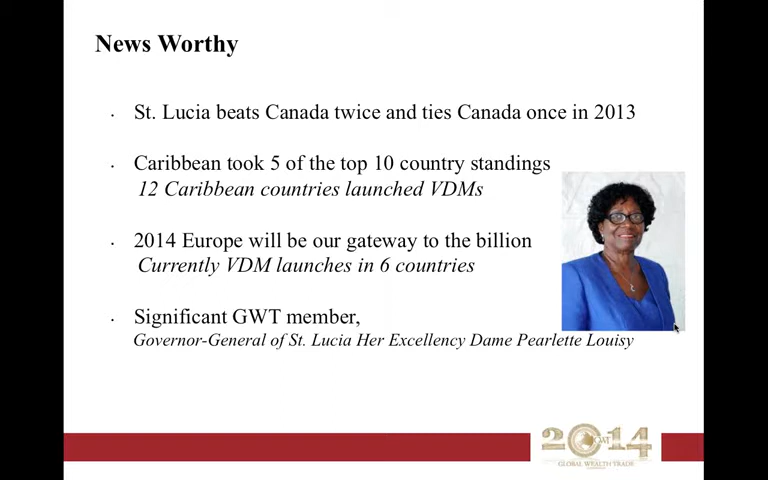 News Worthy
· St. Lucia beats Canada twice and ties Canada once in 2013
· Caribbean took 5 of the top 10 country standings
12 Caribbean countries launched VDMs
· 2014 Europe will be our gateway to the billion
Currently VDM launches in 6 countries
· Significant GWT member,
Governor-General of St. Lucia Her Excellency Dame Pearlette Louisy
2014
GWT
GLOBAL WEALTH TRADE